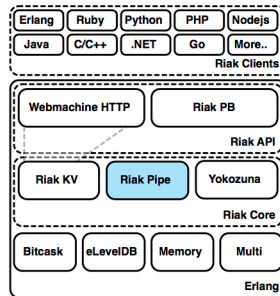 Erlang Ruby Python PHP Nodejs
Java C/C++ .NET Go More..
Riak Clients
Webmachine HTTP Riak PB
Riak API
Riak KV Riak Pipe Yokozuna
Riak Core
Bitcask eLevelDB Memory Multi
Erlang